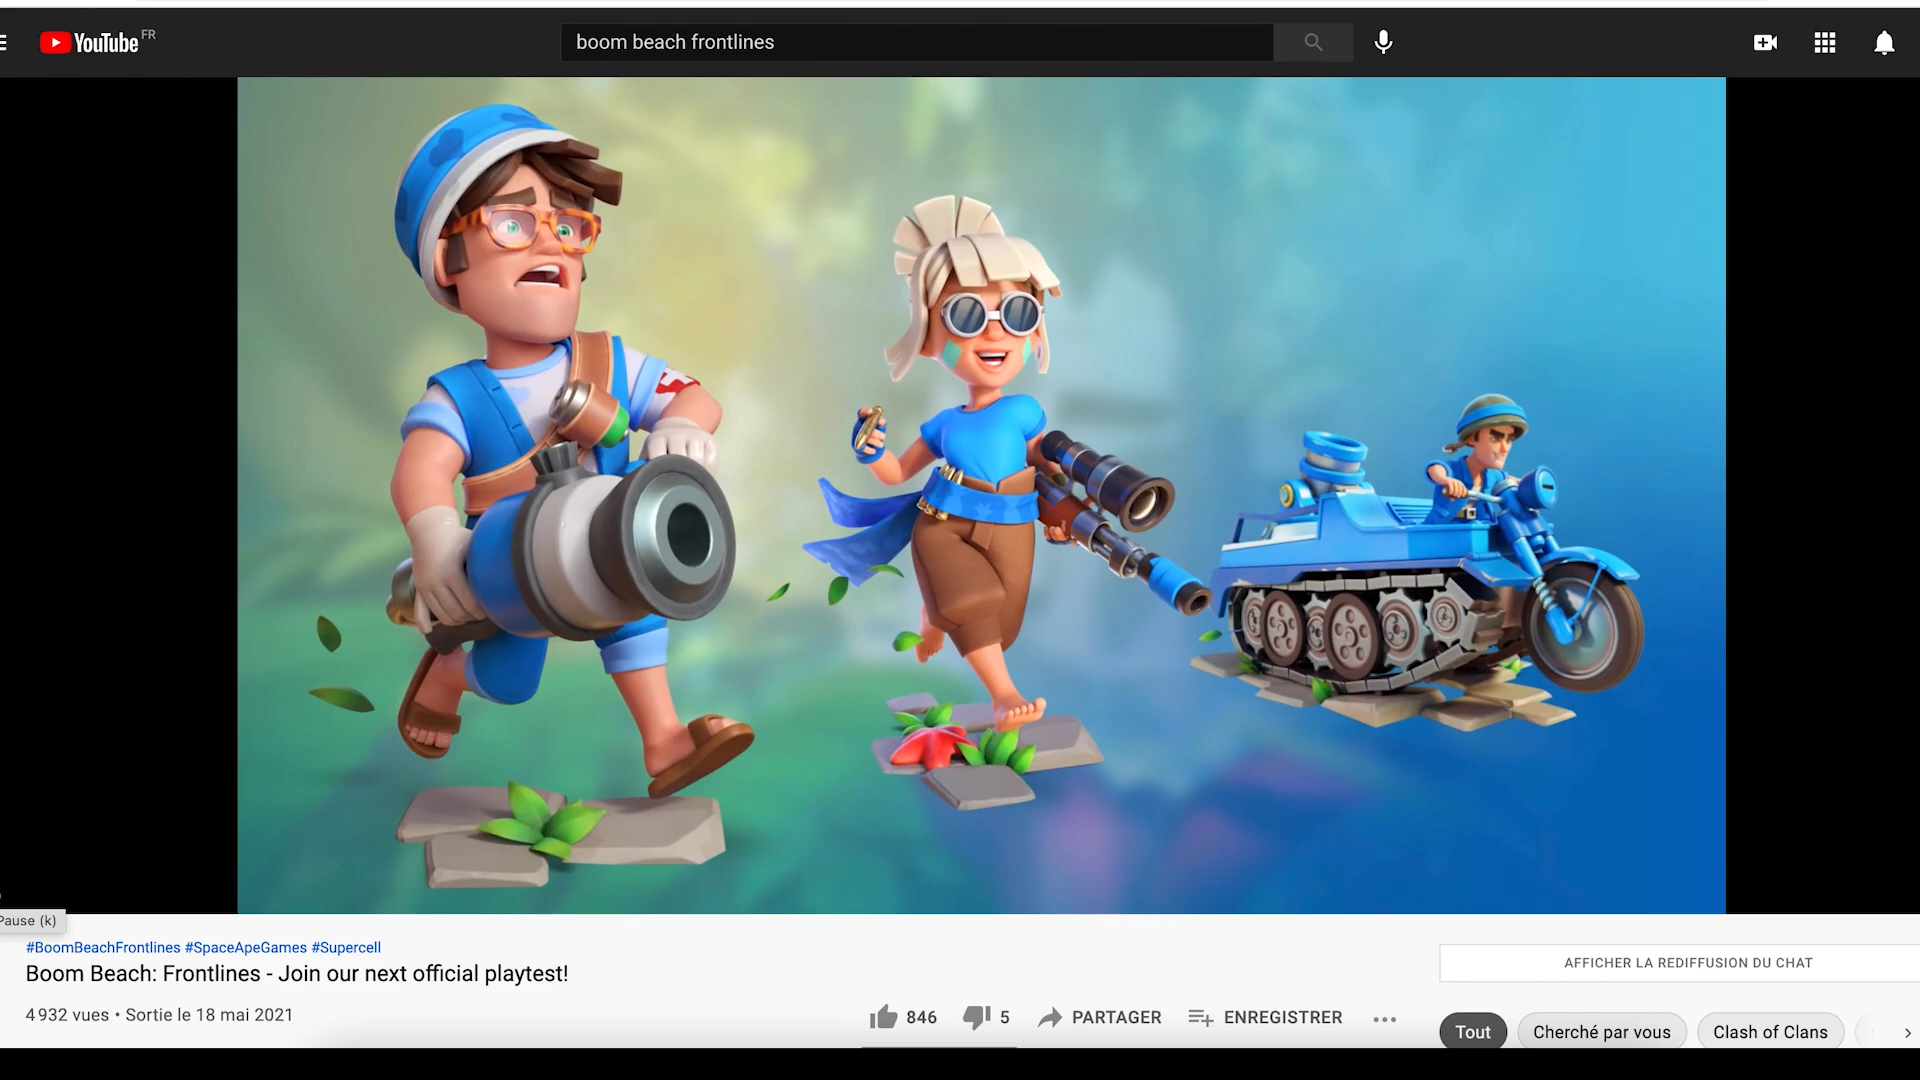 YouTube FR
boom beach frontlines
Pause (k)
#BoomBeachFrontlines #SpaceApeGames #Supercell
Boom Beach: Frontlines - Join our next official playtest!
4 932 vues • Sortie le 18 mai 2021
846
5
PARTAGER
ENREGISTRER
AFFICHER LA REDIFFUSION DU CHAT
Tout
Cherché par vous
Clash of Clans